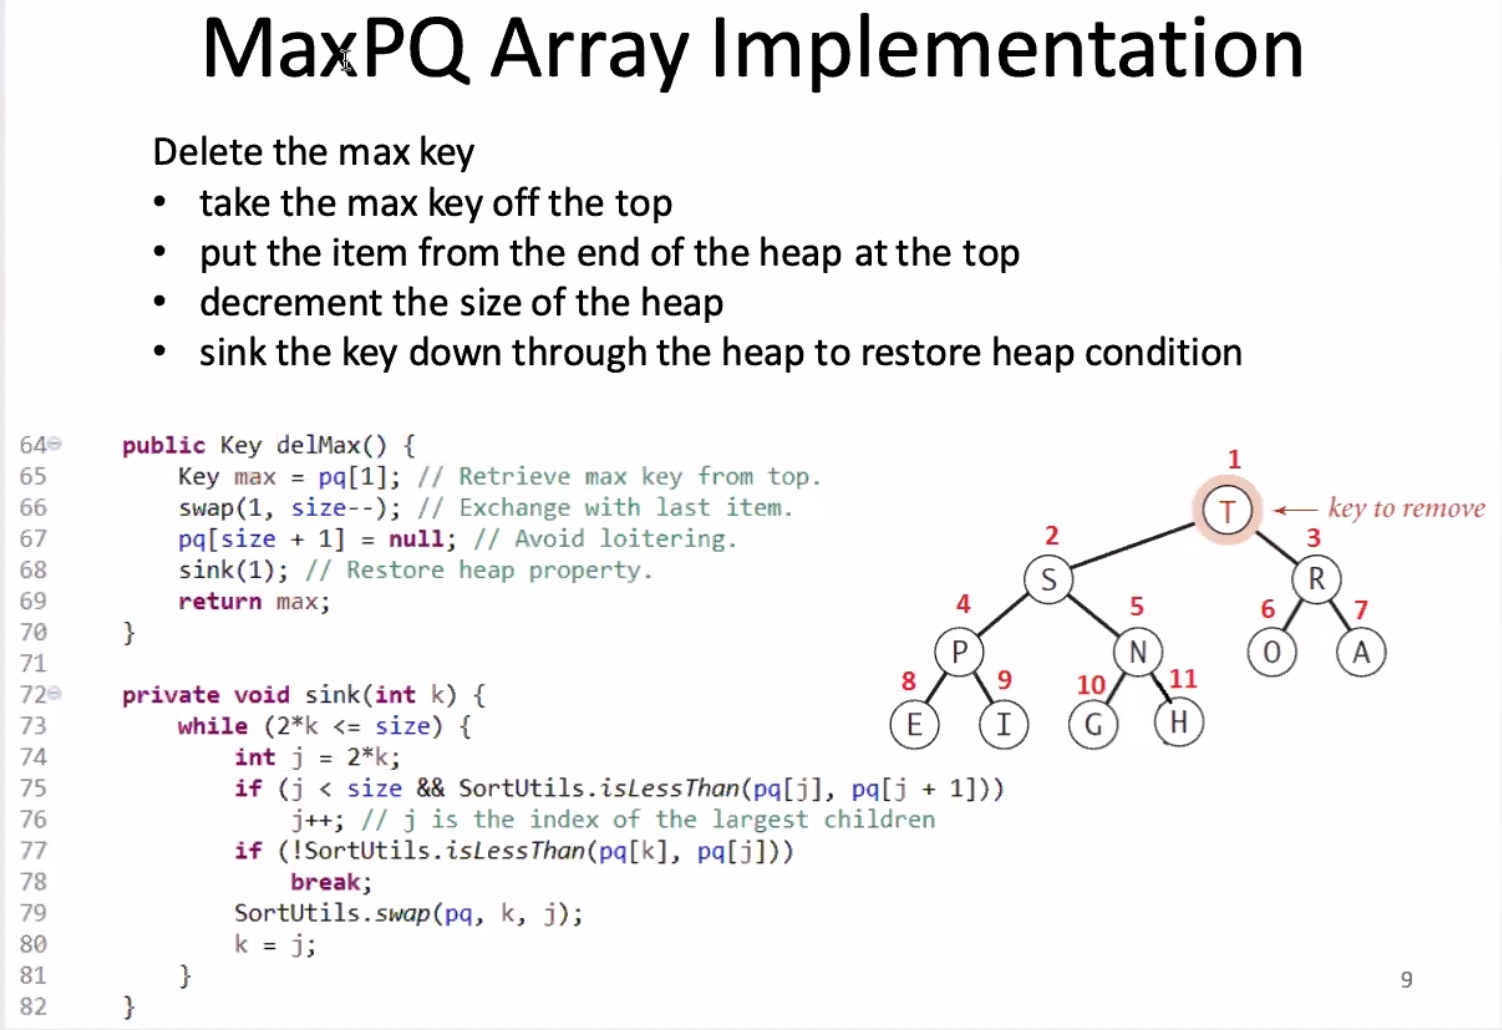 MaxPQ Array Implementation
Delete the max key
• take the max key off the top
• put the item from the end of the heap at the top
• decrement the size of the heap
• sink the key down through the heap to restore heap condition
64 public Key delMax() {
65 Key max = pq[1]; // Retrieve max key from top.
66 swap(1, size--); // Exchange with last item.
67 pq[size + 1] = null; // Avoid loitering.
68 sink(1); // Restore heap property.
69 return max;
70 }
71
72 private void sink(int k) {
73 while (2*k <= size) {
74 int j = 2*k;
75 if (j < size && SortUtils.isLessThan(pq[j], pq[j + 1]))
76 j++; // j is the index of the largest children
77 if (!SortUtils.isLessThan(pq[k], pq[j]))
78 break;
79 SortUtils.swap(pq, k, j);
80 k = j;
81 }
82 }
1
T key to remove
2 3
S R
4 5 6 7
P N O A
8 9 10 11
E I G H
9